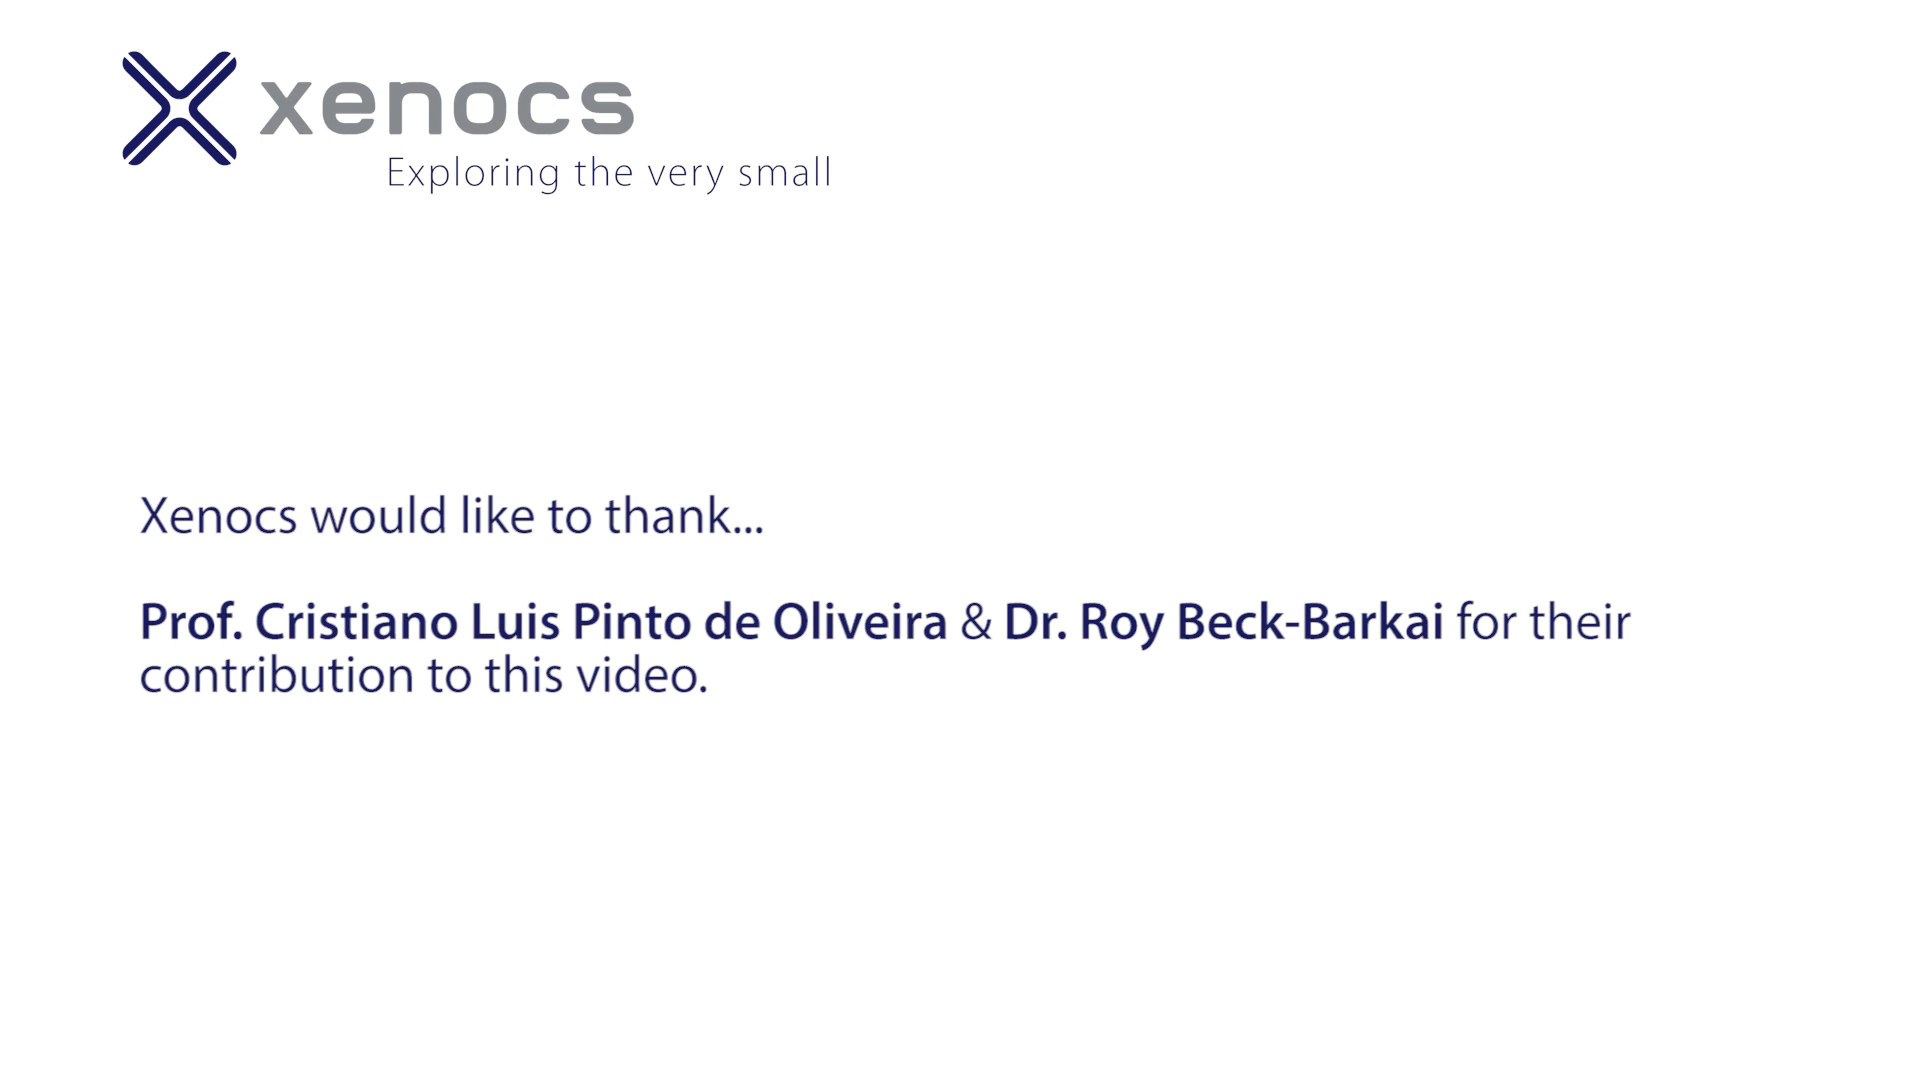 xenocs
Exploring the very small
Xenocs would like to thank...
Prof. Cristiano Luis Pinto de Oliveira & Dr. Roy Beck-Barkai for their
contribution to this video.